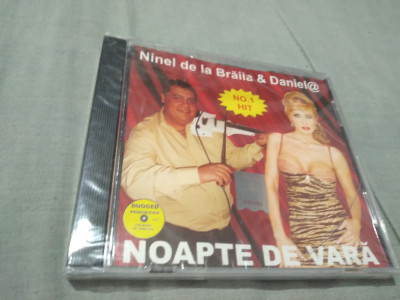 Ninel de la Brăila & Daniel@
NO.1
HIT
NOAPTE DE VARĂ